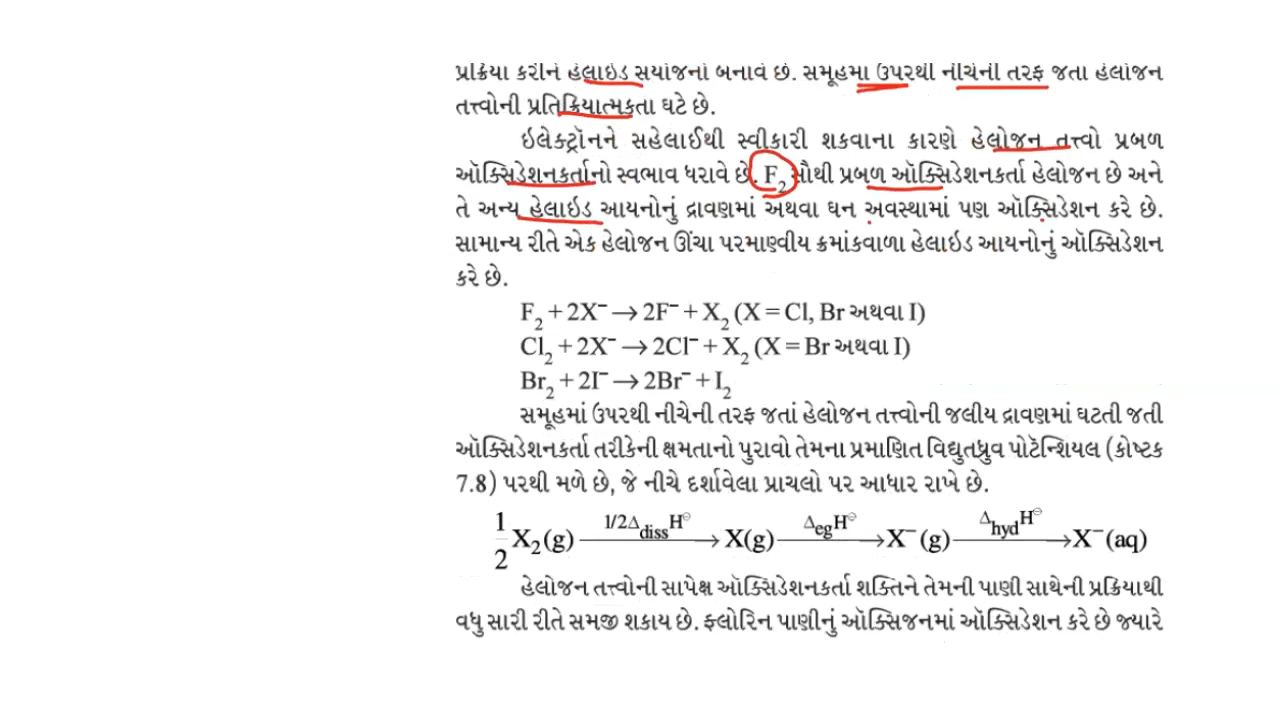 પ્રક્રિયા કરીને હેલાઇડ સંયોજનો બનાવે છે. સમૂહમાં ઉપરથી નીચેની તરફ જતા હેલોજન
તત્ત્વોની પ્રતિક્રિયાત્મકતા ઘટે છે.
ઇલેક્ટ્રૉનને સહેલાઈથી સ્વીકારી શકવાના કારણે હેલોજન તત્ત્વો પ્રબળ
ઑક્સિડેશનકર્તાનો સ્વભાવ ધરાવે છે. F₂ સૌથી પ્રબળ ઑક્સિડેશનકર્તા હેલોજન છે અને
તે અન્ય હેલાઇડ આયનોનું દ્રાવણમાં અથવા ઘન અવસ્થામાં પણ ઑક્સિડેશન કરે છે.
સામાન્ય રીતે એક હેલોજન ઊંચા પરમાણ્વીય ક્રમાંકવાળા હેલાઇડ આયનોનું ઑક્સિડેશન
કરે છે.
F₂ + 2X⁻ → 2F⁻ + X₂ (X = Cl, Br અથવા I)
Cl₂ + 2X⁻ → 2Cl⁻ + X₂ (X = Br અથવા I)
Br₂ + 2I⁻ → 2Br⁻ + I₂
સમૂહમાં ઉપરથી નીચેની તરફ જતાં હેલોજન તત્ત્વોની જલીય દ્રાવણમાં ઘટતી જતી
ઑક્સિડેશનકર્તા તરીકેની ક્ષમતાનો પુરાવો તેમના પ્રમાણિત વિદ્યુતધ્રુવ પોટૅન્શિયલ (કોષ્ટક
7.8) પરથી મળે છે, જે નીચે દર્શાવેલા પ્રાચલો પર આધાર રાખે છે.
1/2 X₂(g) —1/2Δ_diss H^⊖→ X(g) —Δ_eg H^⊖→ X⁻(g) —Δ_hyd H^⊖→ X⁻(aq)
હેલોજન તત્ત્વોની સાપેક્ષ ઑક્સિડેશનકર્તા શક્તિને તેમની પાણી સાથેની પ્રક્રિયાથી
વધુ સારી રીતે સમજી શકાય છે. ફ્લોરિન પાણીનું ઑક્સિજનમાં ઑક્સિડેશન કરે છે જ્યારે